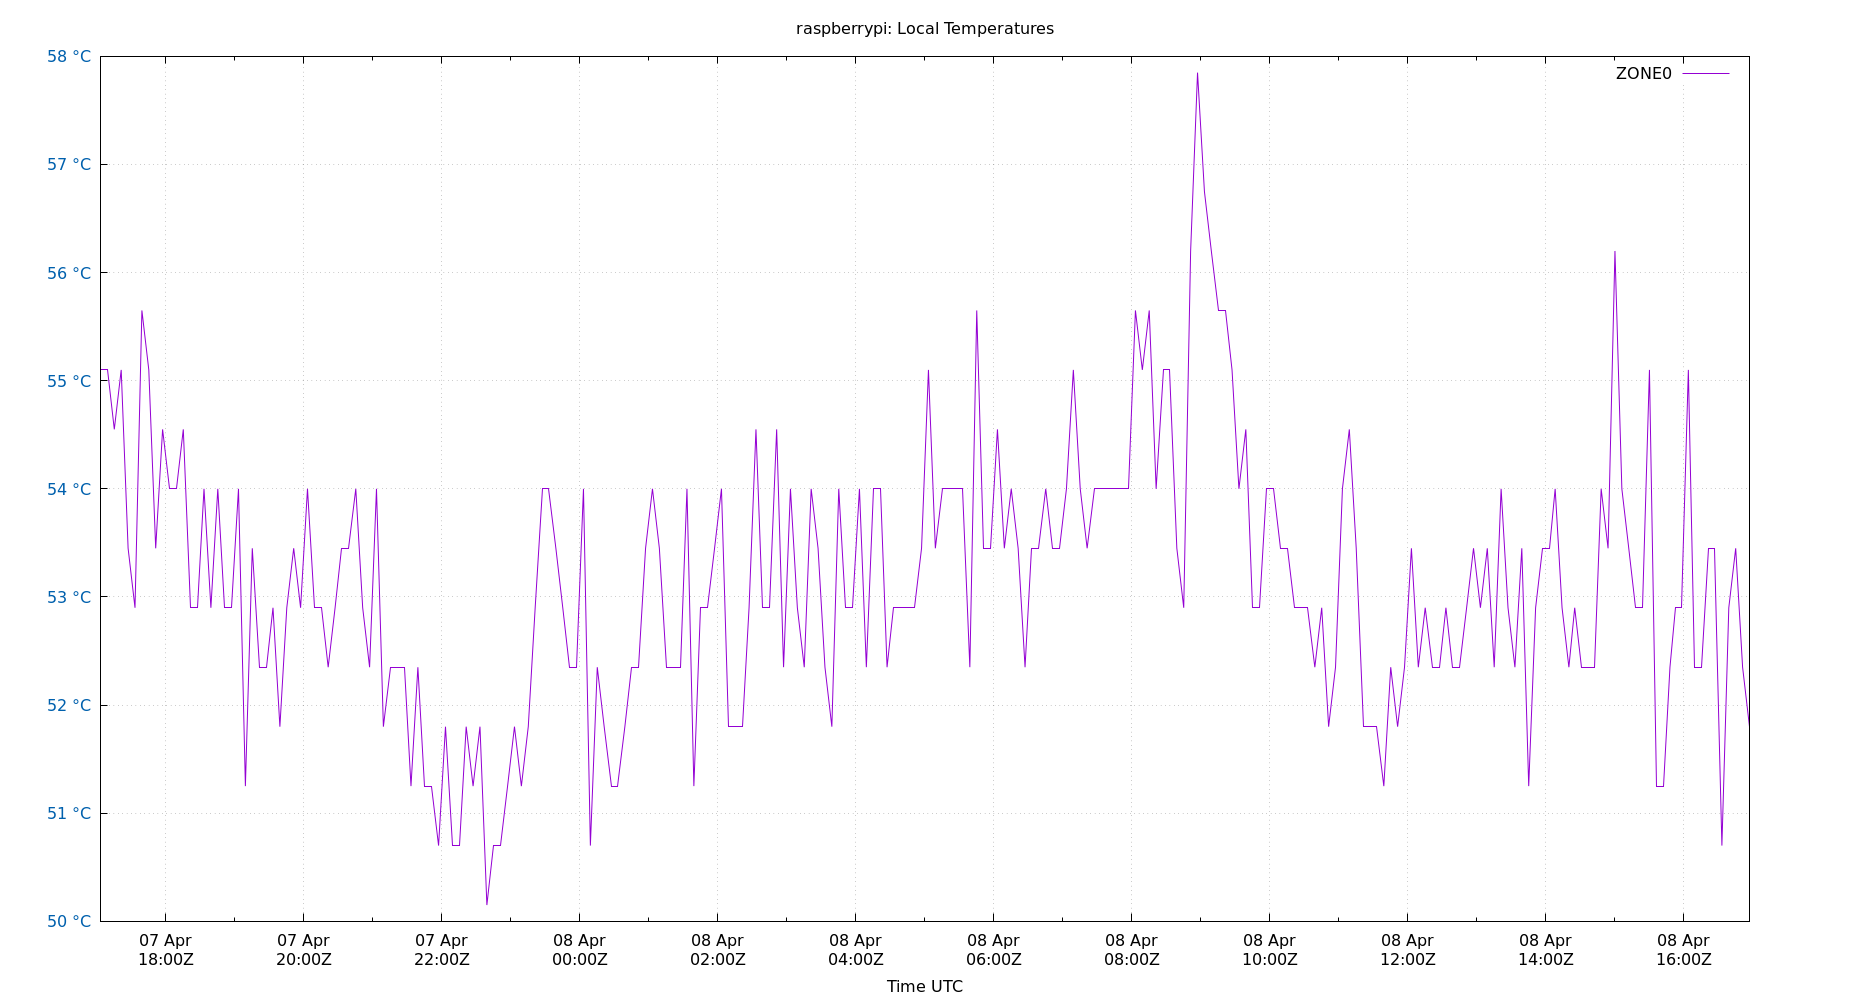 raspberrypi: Local Temperatures
58 °C
57 °C
56 °C
55 °C
54 °C
53 °C
52 °C
51 °C
50 °C
ZONE0
07 Apr
18:00Z
07 Apr
20:00Z
07 Apr
22:00Z
08 Apr
00:00Z
08 Apr
02:00Z
08 Apr
04:00Z
08 Apr
06:00Z
08 Apr
08:00Z
08 Apr
10:00Z
08 Apr
12:00Z
08 Apr
14:00Z
08 Apr
16:00Z
Time UTC